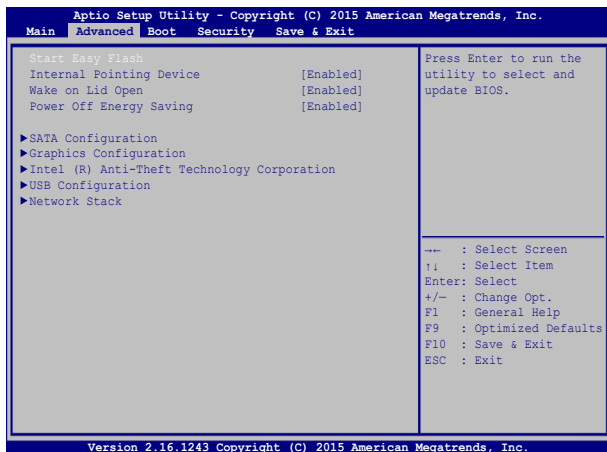 Aptio Setup Utility - Copyright (C) 2015 American Megatrends, Inc.
Main Advanced Boot Security Save & Exit
Start Easy Flash
Internal Pointing Device [Enabled]
Wake on Lid Open [Enabled]
Power Off Energy Saving [Enabled]
▶SATA Configuration
▶Graphics Configuration
▶Intel (R) Anti-Theft Technology Corporation
▶USB Configuration
▶Network Stack
Press Enter to run the
utility to select and
update BIOS.
→← : Select Screen
↑↓ : Select Item
Enter: Select
+/— : Change Opt.
F1 : General Help
F9 : Optimized Defaults
F10 : Save & Exit
ESC : Exit
Version 2.16.1243 Copyright (C) 2015 American Megatrends, Inc.